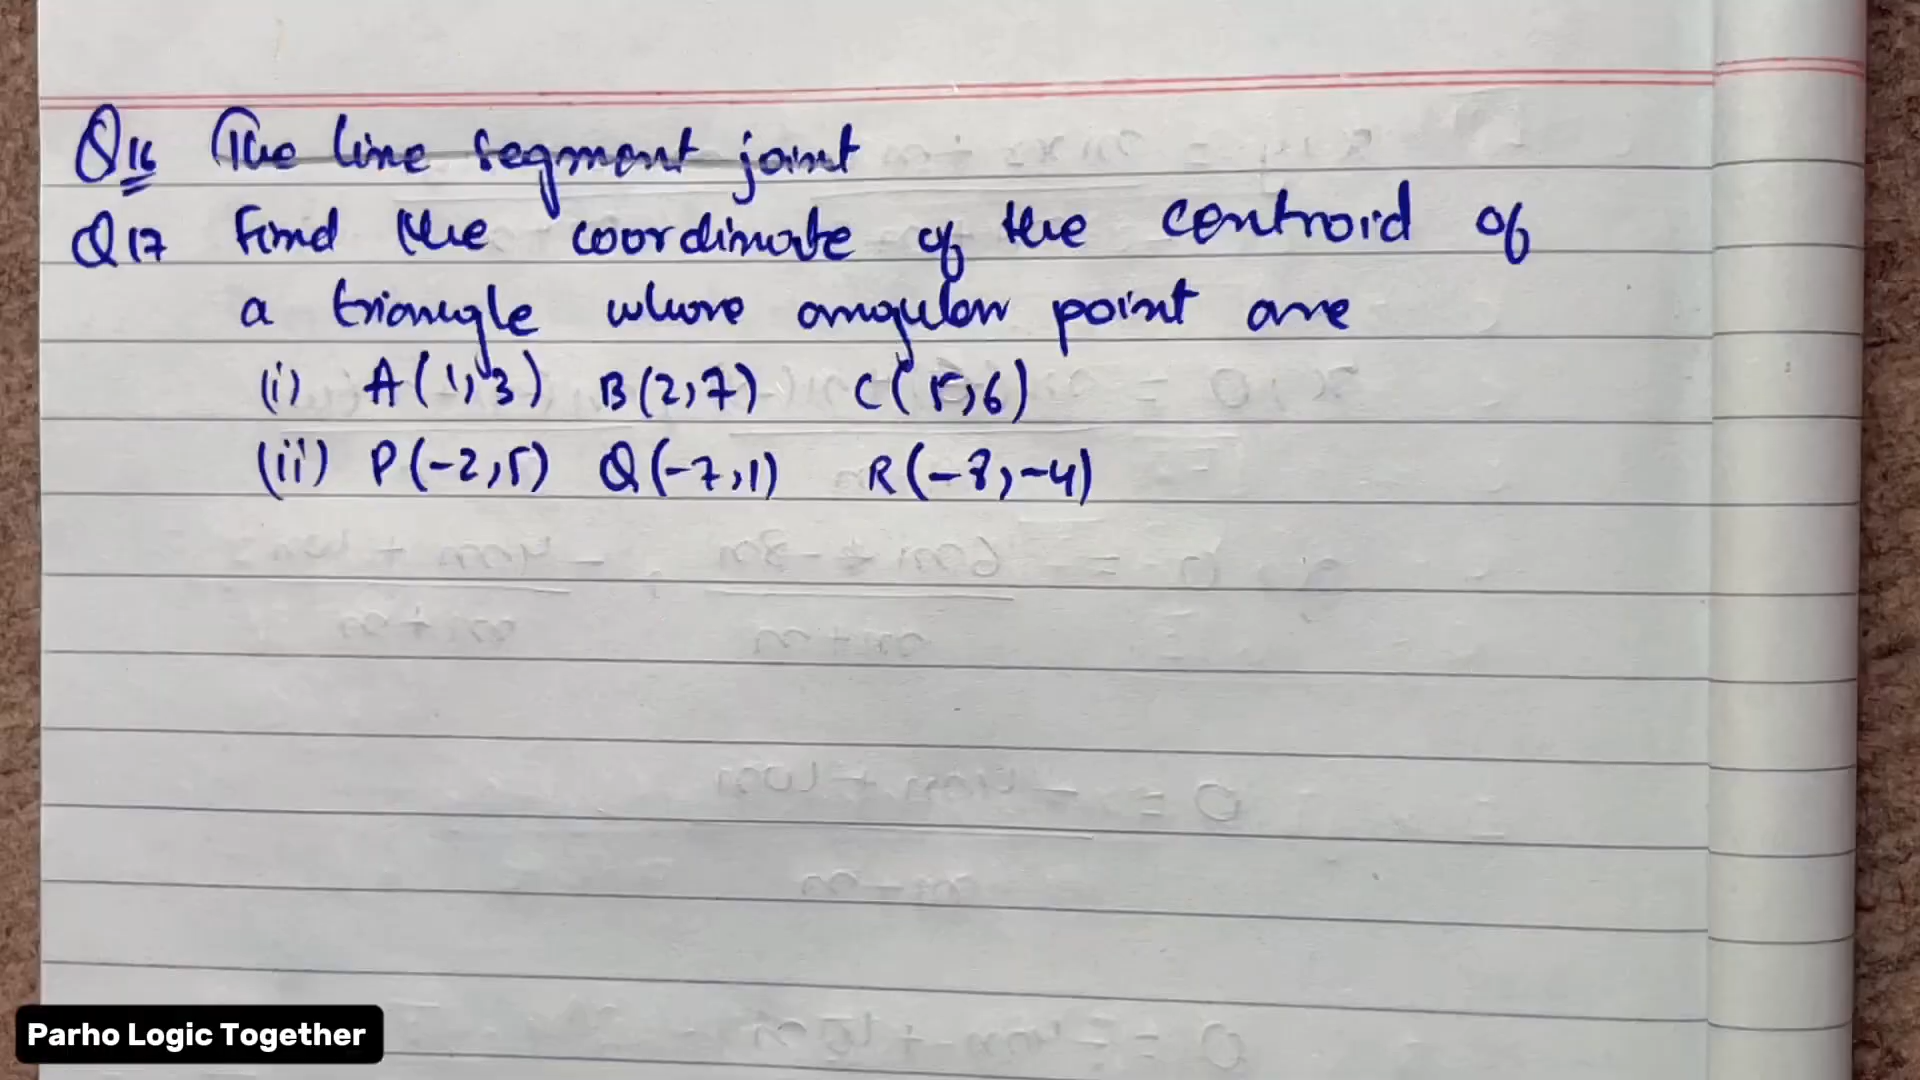 Q16 The line segment joint
Q17 Find the coordinate of the centroid of
a triangle whose angular point are
(i) A(1,3) B(2,7) C(5,6)
(ii) P(-2,5) Q(-7,1) R(-8,-4)
Parho Logic Together